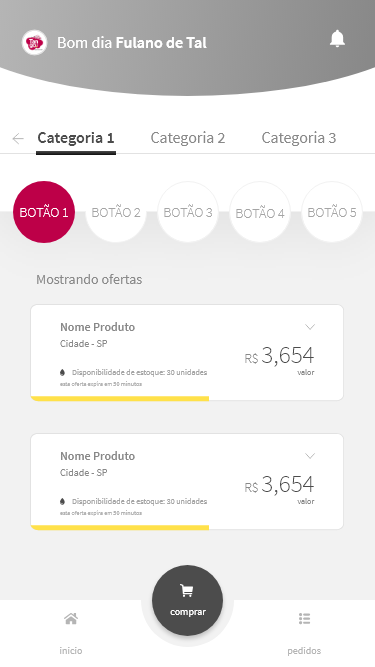 Bom dia Fulano de Tal
Categoria 1 Categoria 2 Categoria 3
BOTÃO 1 BOTÃO 2 BOTÃO 3 BOTÃO 4 BOTÃO 5
Mostrando ofertas
Nome Produto
Cidade - SP
R$ 3,654
Disponibilidade de estoque: 30 unidades
valor
esta oferta expira em 30 minutos
Nome Produto
Cidade - SP
R$ 3,654
Disponibilidade de estoque: 30 unidades
valor
esta oferta expira em 30 minutos
comprar
inicio
pedidos